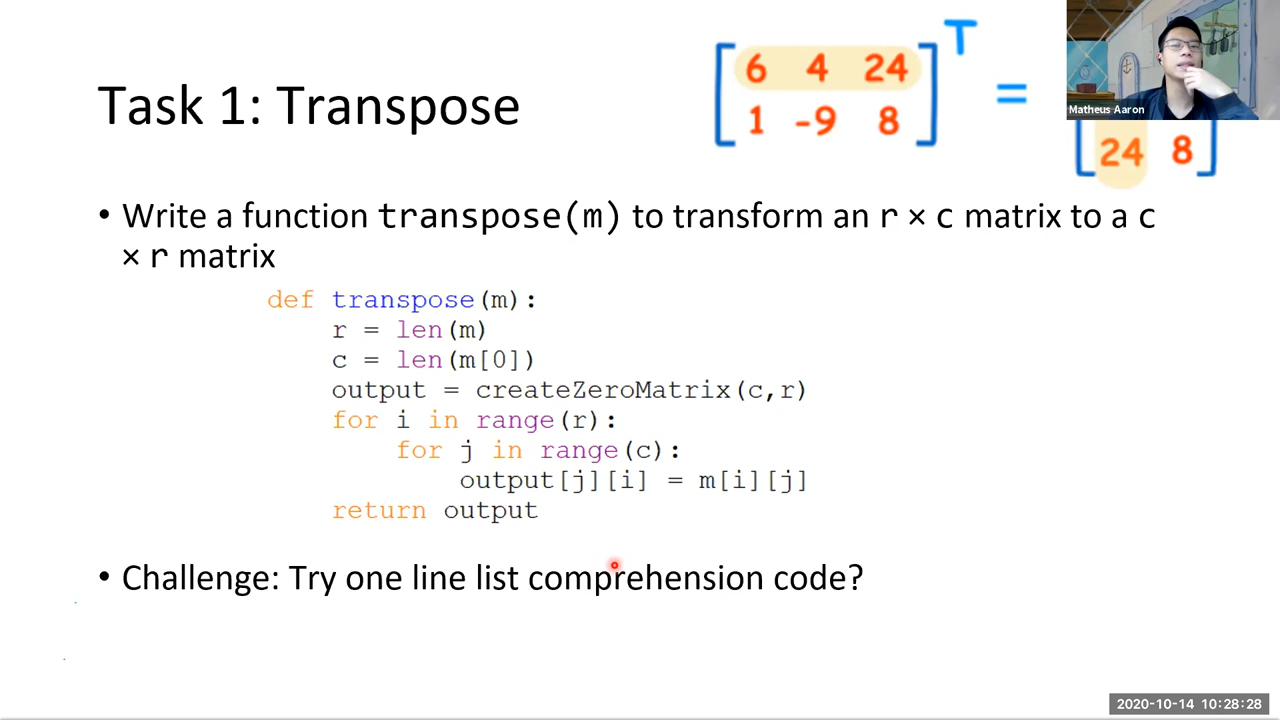 Task 1: Transpose
6 4 24
1 -9 8
T
=
24 8
Matheus Aaron
• Write a function transpose(m) to transform an r × c matrix to a c
× r matrix
def transpose(m):
r = len(m)
c = len(m[0])
output = createZeroMatrix(c,r)
for i in range(r):
for j in range(c):
output[j][i] = m[i][j]
return output
• Challenge: Try one line list comprehension code?
2020-10-14 10:28:28